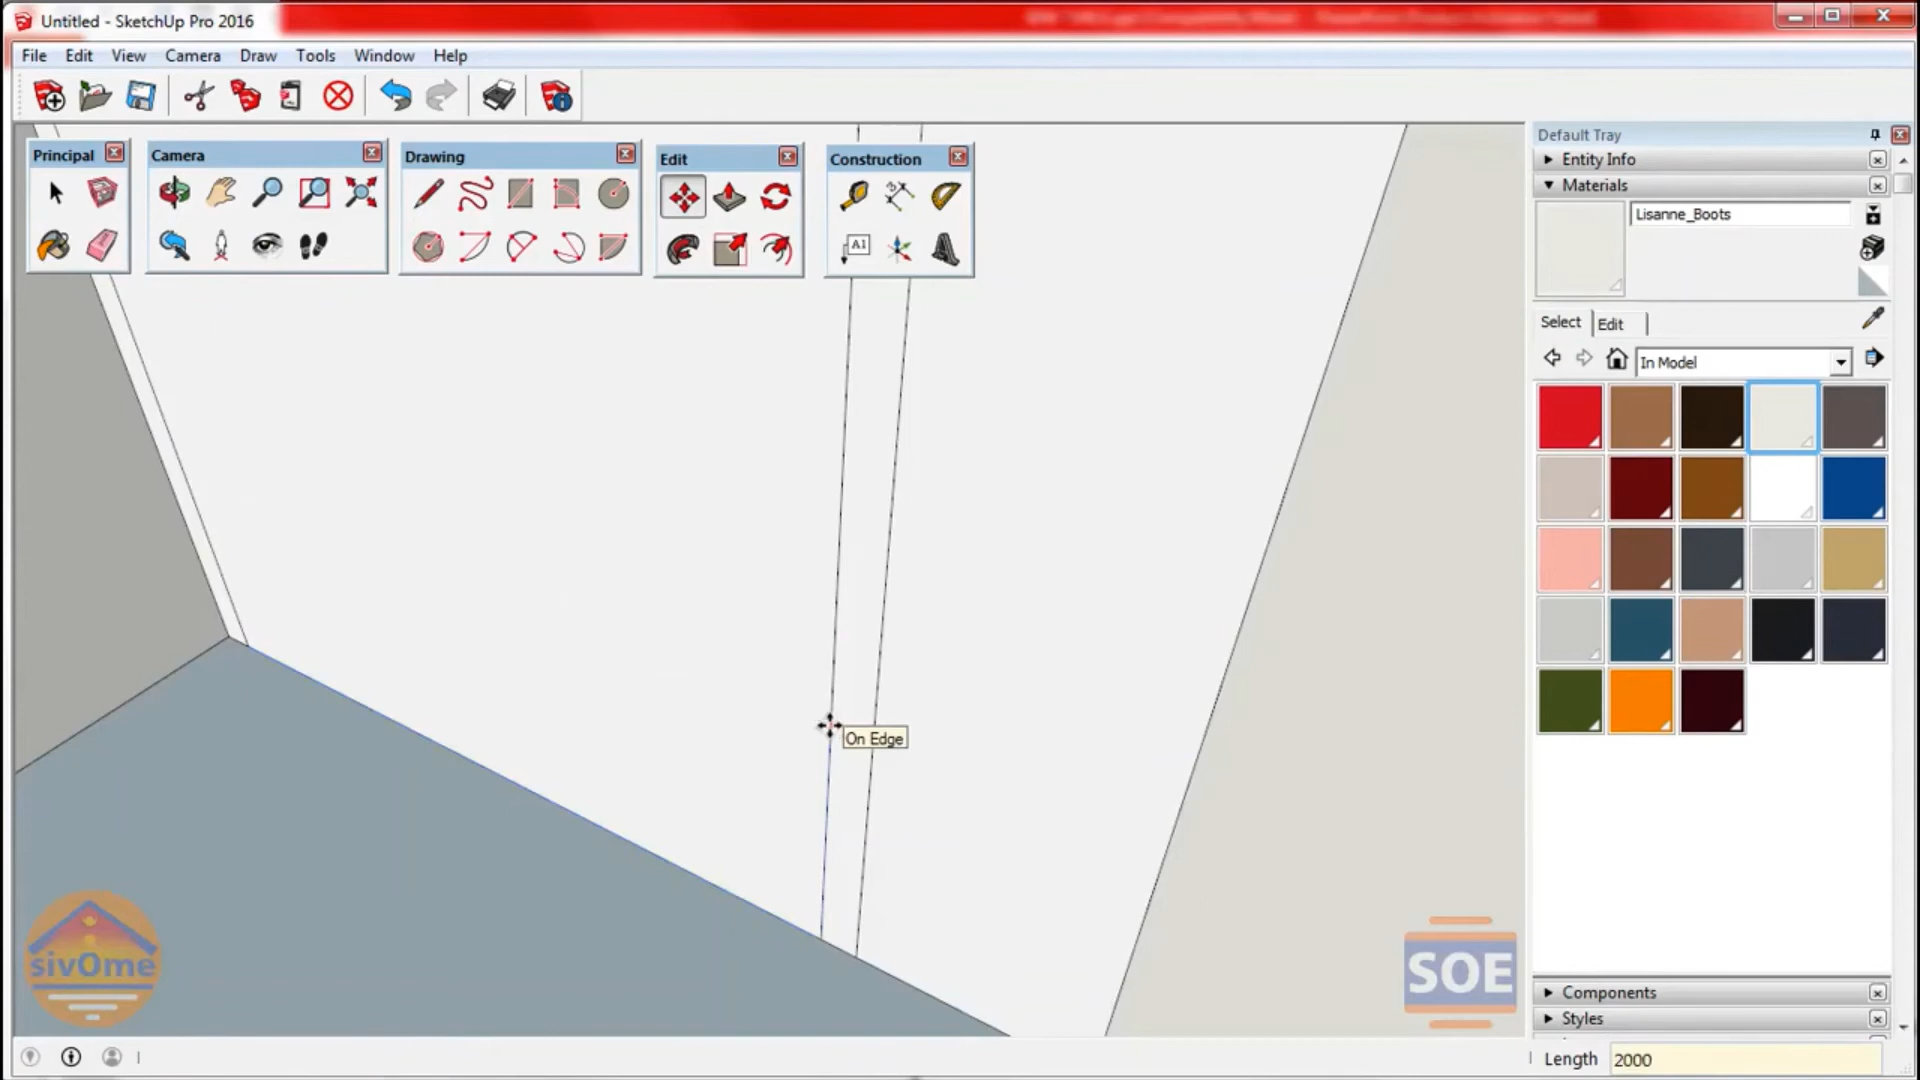 Untitled - SketchUp Pro 2016
File Edit View Camera Draw Tools Window Help
Default Tray
Principal
Camera
Drawing
Edit
Construction
A1
Entity Info
Materials
Lisanne_Boots
Select Edit
In Model
On Edge
sivOme
SOE
Components
Styles
Length 2000